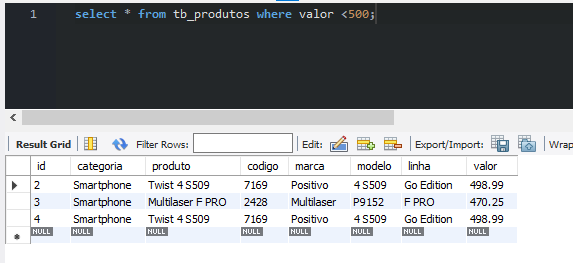 1 select * from tb_produtos where valor <500;
Result Grid Filter Rows: Edit: Export/Import: Wrap
id categoria produto codigo marca modelo linha valor
2 Smartphone Twist 4 S509 7169 Positivo 4 S509 Go Edition 498.99
3 Smartphone Multilaser F PRO 2428 Multilaser P9152 F PRO 470.25
4 Smartphone Twist 4 S509 7169 Positivo 4 S509 Go Edition 498.99
NULL NULL NULL NULL NULL NULL NULL NULL